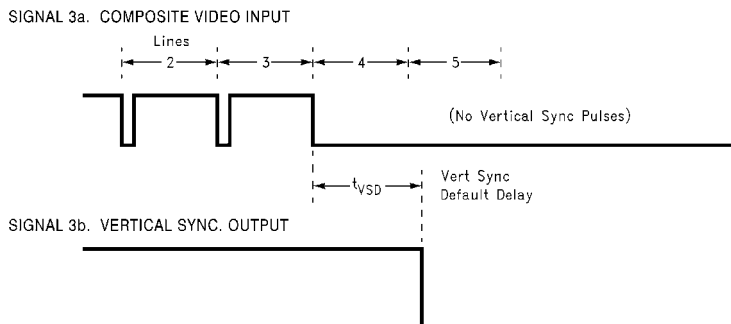 SIGNAL 3a. COMPOSITE VIDEO INPUT
Lines
2 3 4 5
(No Vertical Sync Pulses)
tVSD
Vert Sync
Default Delay
SIGNAL 3b. VERTICAL SYNC. OUTPUT